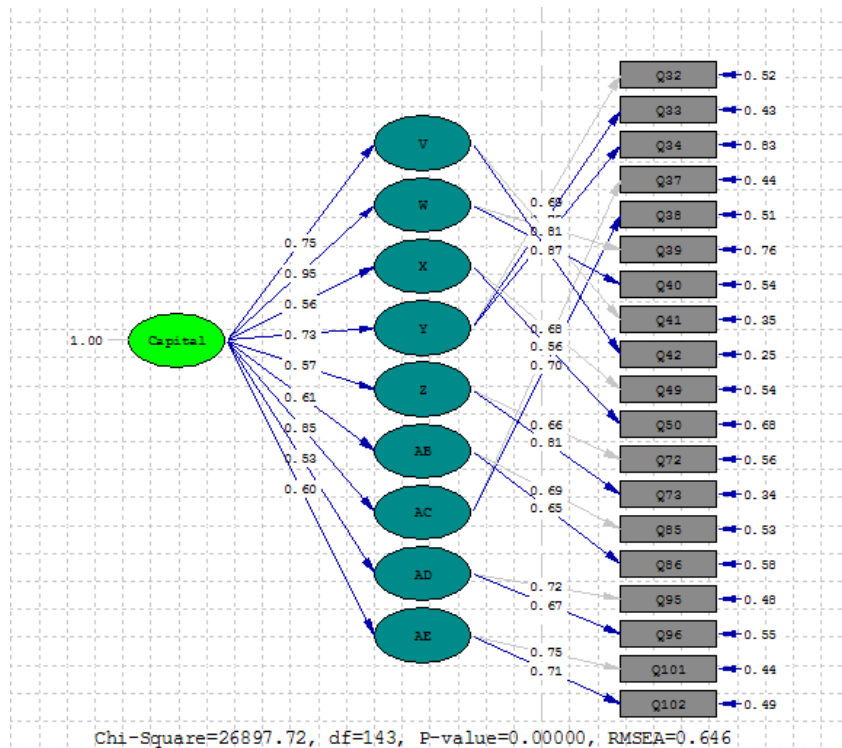 Q32
0.52
Q33
0.43
V
Q34
0.83
Q37
0.44
W
0.69
Q38
0.51
0.81
0.75
Q39
0.76
0.87
X
0.95
Q40
0.54
0.56
Q41
0.35
Y
0.68
1.00
Capital
0.73
0.56
Q42
0.25
0.57
0.70
Z
Q49
0.54
0.61
Q50
0.68
0.85
0.66
AB
0.81
Q72
0.56
0.53
0.69
Q73
0.34
0.60
0.65
AC
Q85
0.53
Q86
0.58
AD
0.72
Q95
0.48
0.67
Q96
0.55
AE
0.75
Q101
0.44
0.71
Q102
0.49
Chi-Square=26897.72, df=143, P-value=0.00000, RMSEA=0.646